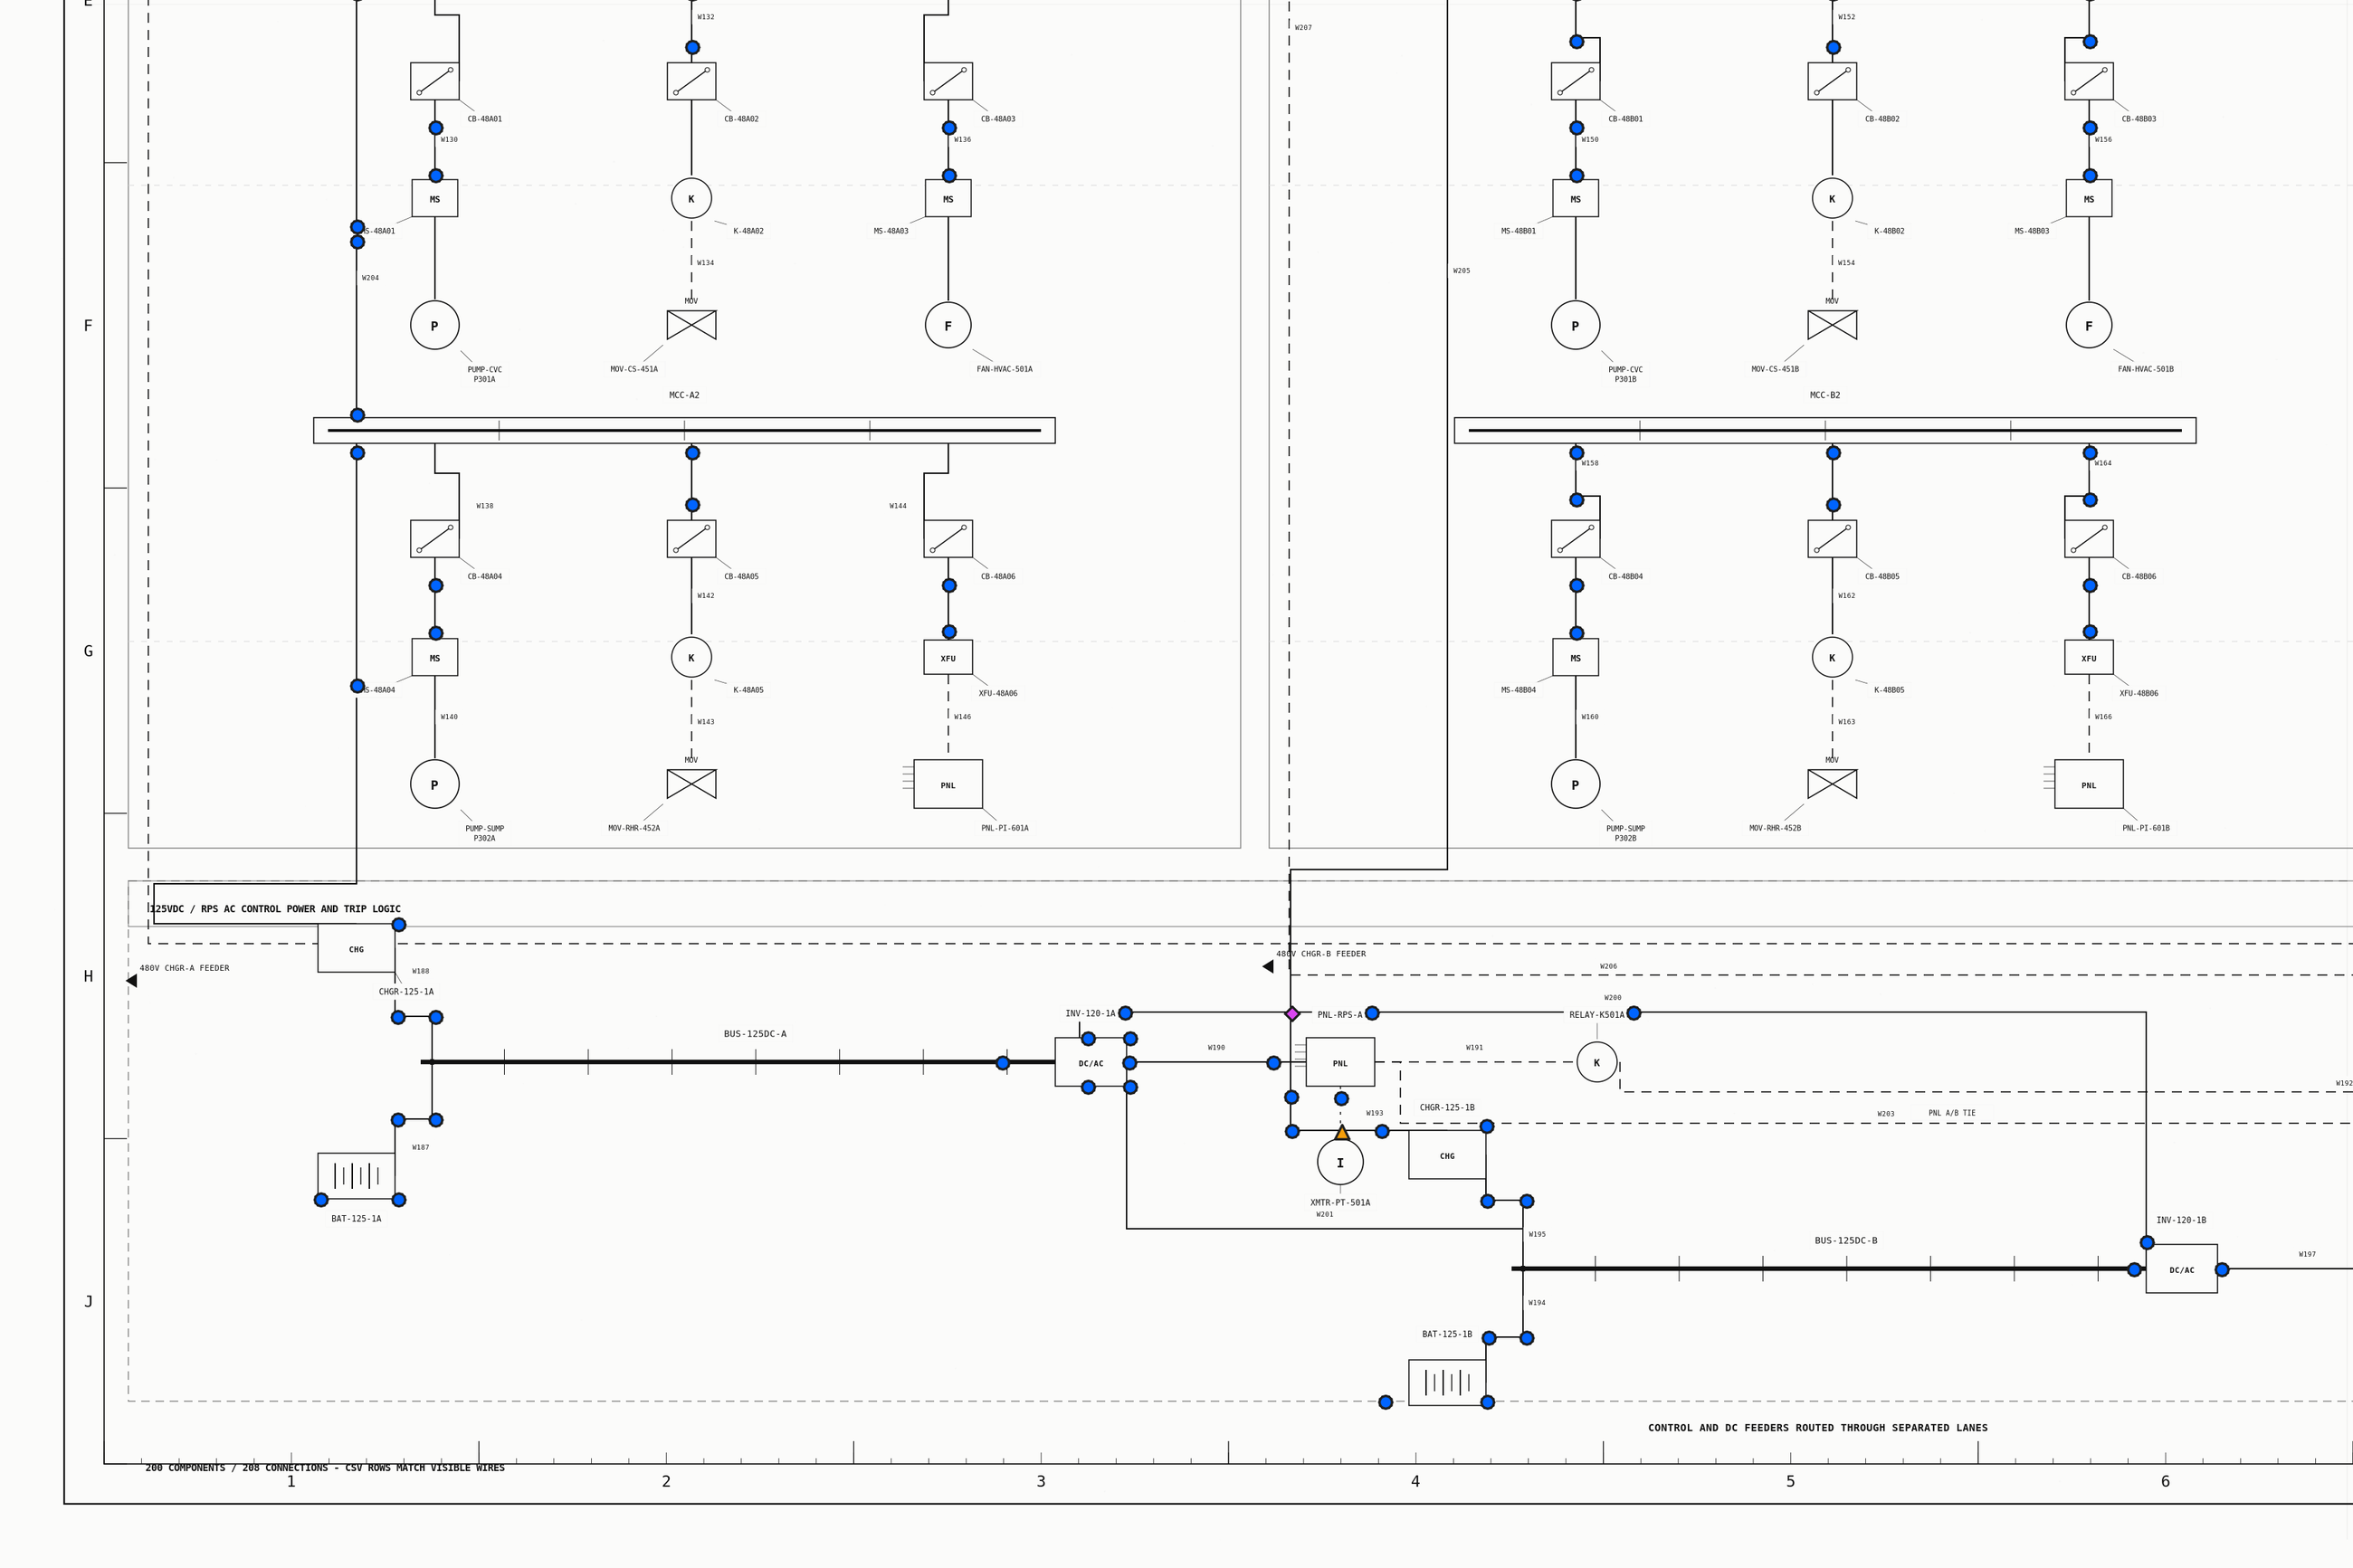 E
W132
W207
W152
CB-48A01
CB-48A02
CB-48A03
CB-48B01
CB-48B02
CB-48B03
W130
W136
W150
W156
MS
K
MS
MS
K
MS
S-48A01
K-48A02
MS-48A03
MS-48B01
K-48B02
MS-48B03
W134
W154
W204
W205
MOV
MOV
F
P
F
P
F
PUMP-CVC
P301A
MOV-CS-451A
FAN-HVAC-501A
PUMP-CVC
P301B
MOV-CS-451B
FAN-HVAC-501B
MCC-A2
MCC-B2
W158
W164
W138
W144
CB-48A04
CB-48A05
CB-48A06
CB-48B04
CB-48B05
CB-48B06
W142
W162
G
MS
K
XFU
MS
K
XFU
S-48A04
K-48A05
XFU-48A06
MS-48B04
K-48B05
XFU-48B06
W140
W143
W146
W160
W163
W166
MOV
MOV
P
PNL
P
PNL
PUMP-SUMP
P302A
MOV-RHR-452A
PNL-PI-601A
PUMP-SUMP
P302B
MOV-RHR-452B
PNL-PI-601B
125VDC / RPS AC CONTROL POWER AND TRIP LOGIC
CHG
480V CHGR-B FEEDER
H
480V CHGR-A FEEDER
W188
W206
CHGR-125-1A
W200
INV-120-1A
PNL-RPS-A
RELAY-K501A
BUS-125DC-A
W190
W191
DC/AC
PNL
K
W192
CHGR-125-1B
W193
W203
PNL A/B TIE
W187
CHG
I
XMTR-PT-501A
W201
BAT-125-1A
INV-120-1B
W195
BUS-125DC-B
W197
DC/AC
J
W194
BAT-125-1B
CONTROL AND DC FEEDERS ROUTED THROUGH SEPARATED LANES
200 COMPONENTS / 208 CONNECTIONS - CSV ROWS MATCH VISIBLE WIRES
1
2
3
4
5
6